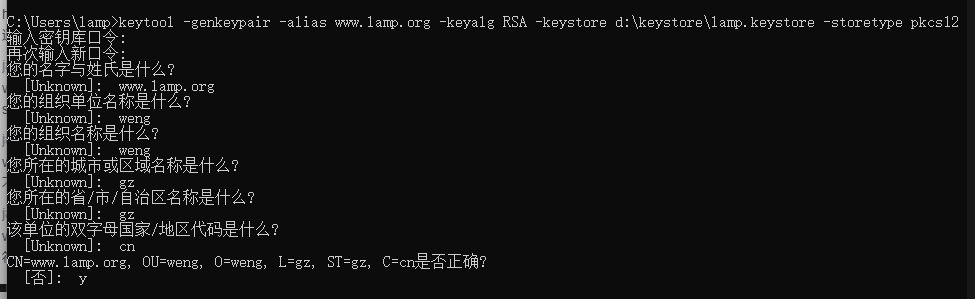 C:\Users\lamp>keytool -genkeypair -alias www.lamp.org -keyalg RSA -keystore d:\keystore\lamp.keystore -storetype pkcs12
输入密钥库口令:
再次输入新口令:
您的名字与姓氏是什么?
[Unknown]:  www.lamp.org
您的组织单位名称是什么?
[Unknown]:  weng
您的组织名称是什么?
[Unknown]:  weng
您所在的城市或区域名称是什么?
[Unknown]:  gz
您所在的省/市/自治区名称是什么?
[Unknown]:  gz
该单位的双字母国家/地区代码是什么?
[Unknown]:  cn
CN=www.lamp.org, OU=weng, O=weng, L=gz, ST=gz, C=cn是否正确?
[否]:  y